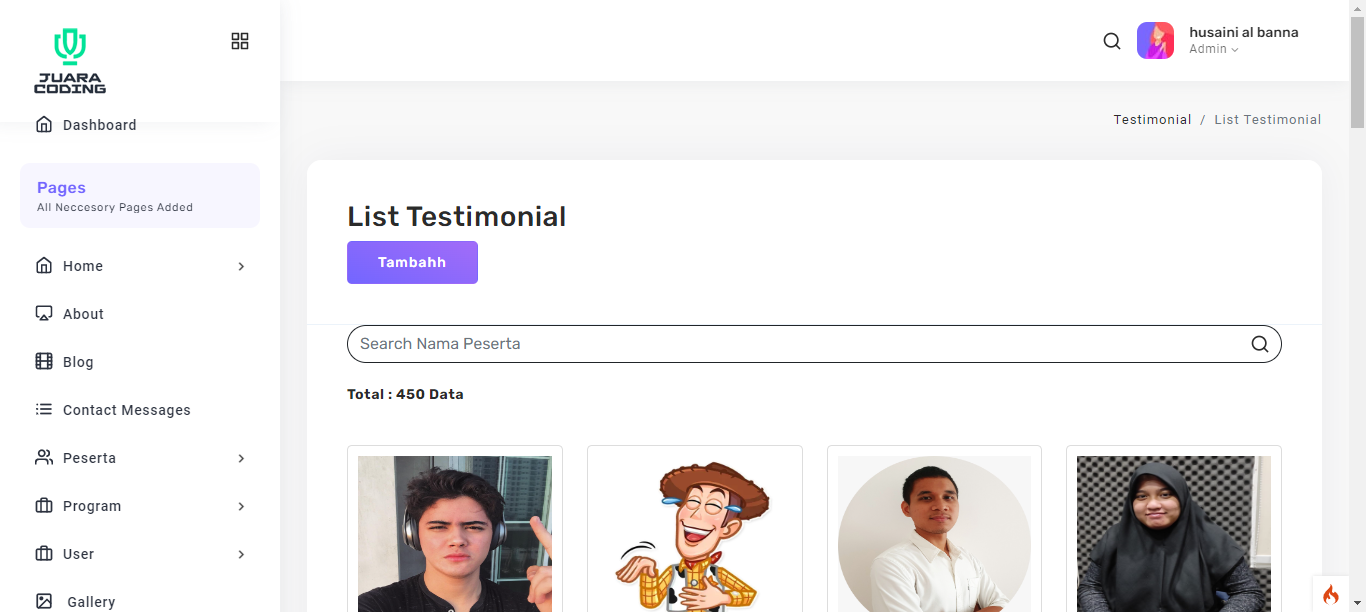 JUARA
CODING
husaini al banna
Admin
Dashboard
Testimonial / List Testimonial
Pages
All Neccesory Pages Added
Home
About
Blog
Contact Messages
Peserta
Program
User
Gallery
List Testimonial
Tambahh
Search Nama Peserta
Total : 450 Data